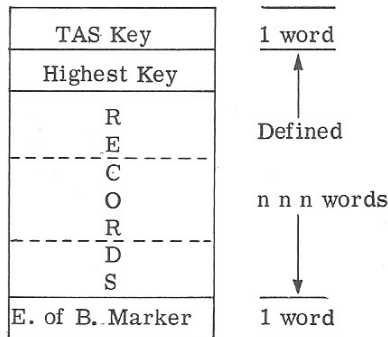 TAS Key 1 word
Highest Key
R
E Defined
C
O n n n words
R
D
S
E. of B. Marker 1 word